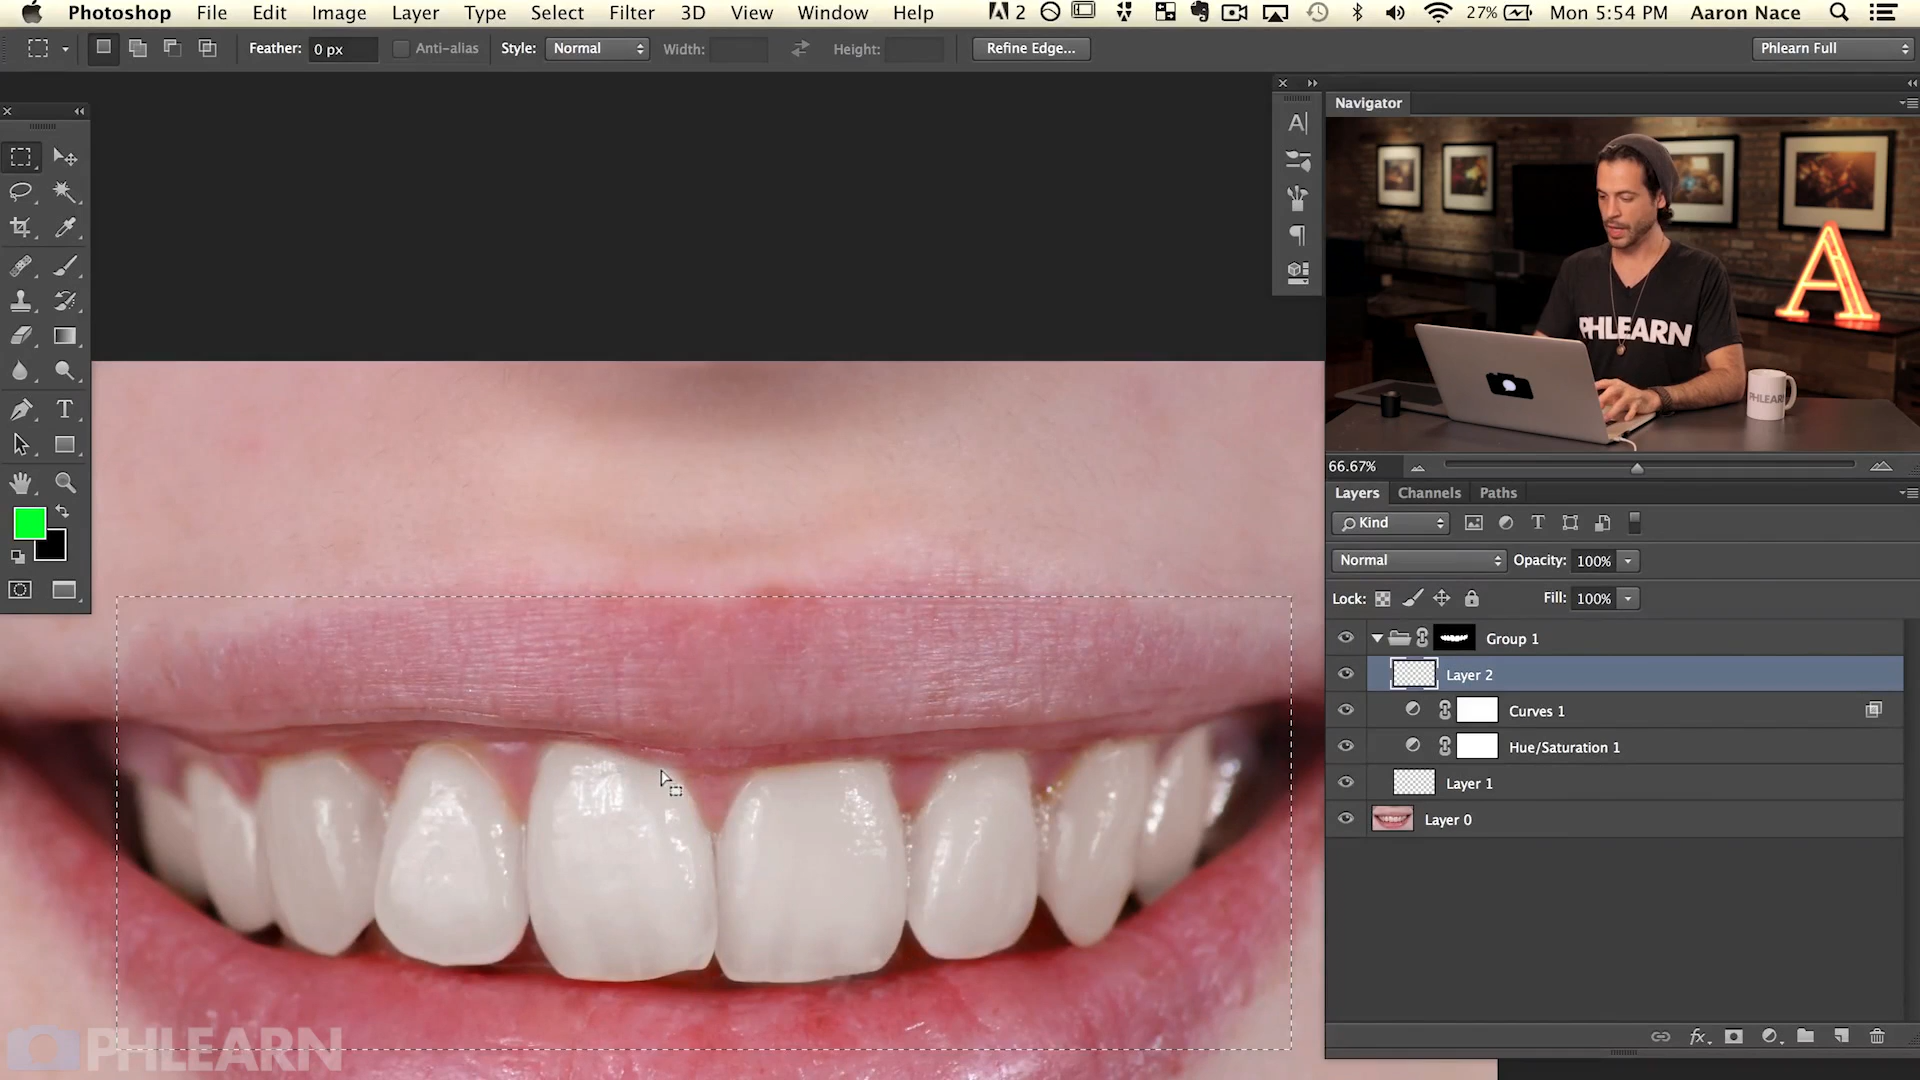 Photoshop File Edit Image Layer Type Select Filter 3D View Window Help 2 27% Mon 5:54 PM Aaron Nace
Feather: 0 px Anti-alias Style: Normal Width: Height: Refine Edge... Phlearn Full
Navigator
PHLEARN
A
PHLEARN
66.67%
Layers Channels Paths
Kind
Normal Opacity: 100%
Lock: Fill: 100%
Group 1
Layer 2
Curves 1
Hue/Saturation 1
Layer 1
Layer 0
PHLEARN